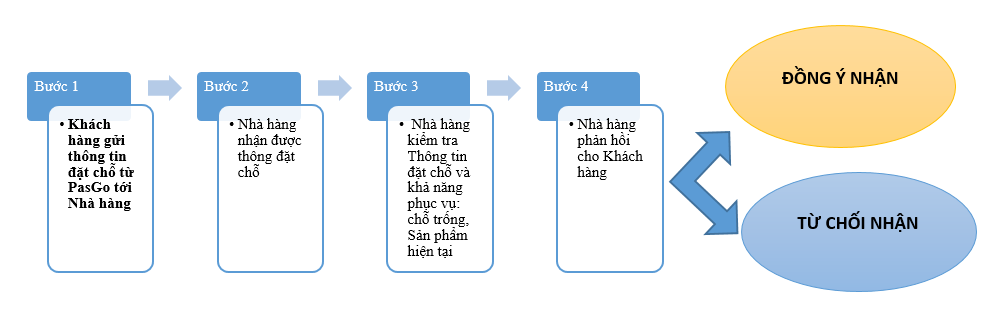 Bước 1
• Khách
hàng gửi
thông tin
đặt chỗ từ
PasGo tới
Nhà hàng
Bước 2
• Nhà hàng
nhận được
thông đặt
chỗ
Bước 3
• Nhà hàng
kiểm tra
Thông tin
đặt chỗ và
khả năng
phục vụ:
chỗ trống,
Sản phẩm
hiện tại
Bước 4
• Nhà hàng
phản hồi
cho Khách
hàng
ĐỒNG Ý NHẬN
TỪ CHỐI NHẬN